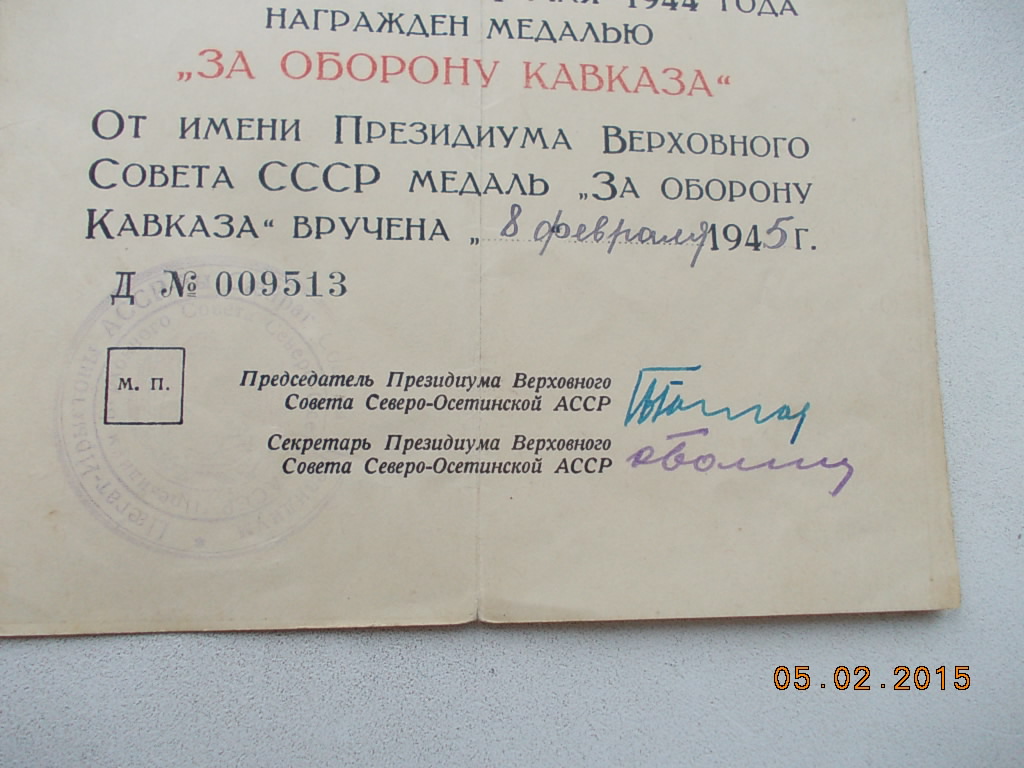 1944 ГОДА
НАГРАЖДЕН МЕДАЛЬЮ
„ЗА ОБОРОНУ КАВКАЗА“
ОТ ИМЕНИ ПРЕЗИДИУМА ВЕРХОВНОГО
СОВЕТА СССР МЕДАЛЬ „ЗА ОБОРОНУ
КАВКАЗА“ ВРУЧЕНА „ 8 февраля 1945 г.
Д № 009513
м. п.
Председатель Президиума Верховного
Совета Северо-Осетинской АССР
Секретарь Президиума Верховного
Совета Северо-Осетинской АССР
05.02.2015